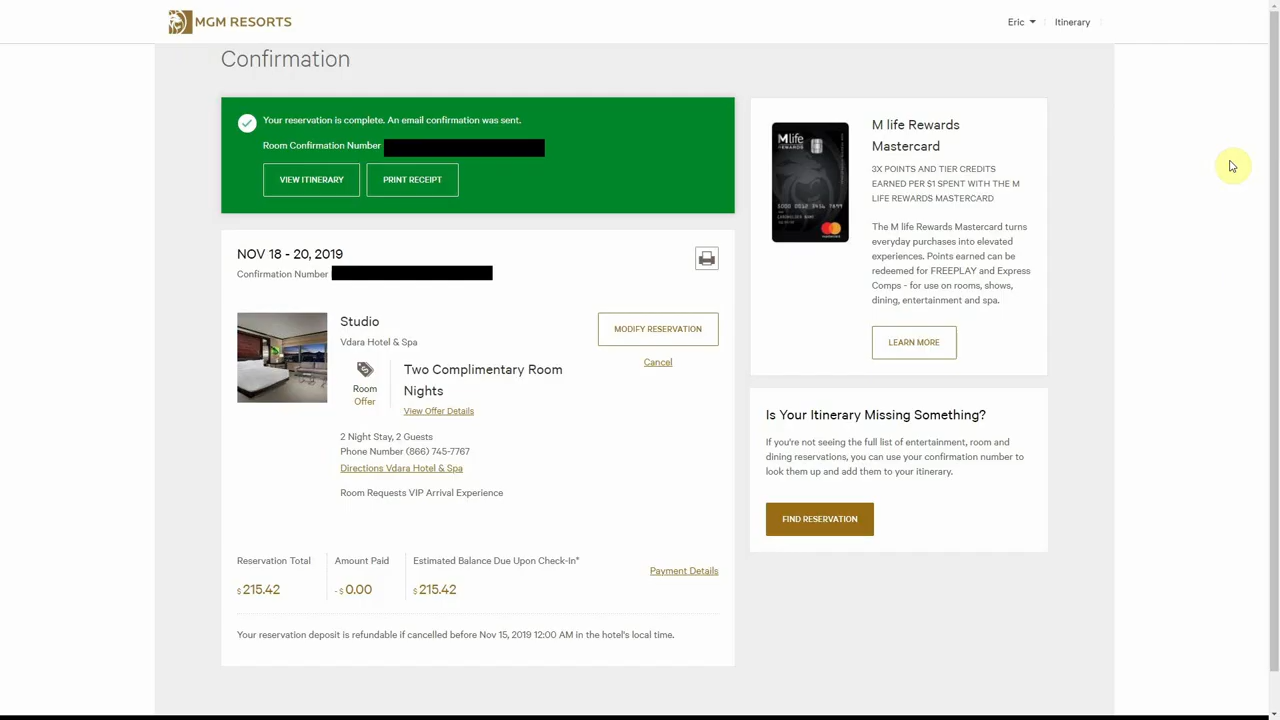 MGM RESORTS
Eric
Itinerary
Confirmation
Your reservation is complete. An email confirmation was sent.
Room Confirmation Number
VIEW ITINERARY
PRINT RECEIPT
NOV 18 - 20, 2019
Confirmation Number
Studio
Vdara Hotel & Spa
MODIFY RESERVATION
Cancel
Room
Offer
Two Complimentary Room
Nights
View Offer Details
2 Night Stay, 2 Guests
Phone Number (866) 745-7767
Directions Vdara Hotel & Spa
Room Requests VIP Arrival Experience
Reservation Total
$215.42
Amount Paid
-$0.00
Estimated Balance Due Upon Check-In*
$215.42
Payment Details
Your reservation deposit is refundable if cancelled before Nov 15, 2019 12:00 AM in the hotel's local time.
Mlife
REWARDS
M life Rewards
Mastercard
3X POINTS AND TIER CREDITS
EARNED PER $1 SPENT WITH THE M
LIFE REWARDS MASTERCARD
The M life Rewards Mastercard turns
everyday purchases into elevated
experiences. Points earned can be
redeemed for FREEPLAY and Express
Comps - for use on rooms, shows,
dining, entertainment and spa.
LEARN MORE
Is Your Itinerary Missing Something?
If you're not seeing the full list of entertainment, room and
dining reservations, you can use your confirmation number to
look them up and add them to your itinerary.
FIND RESERVATION